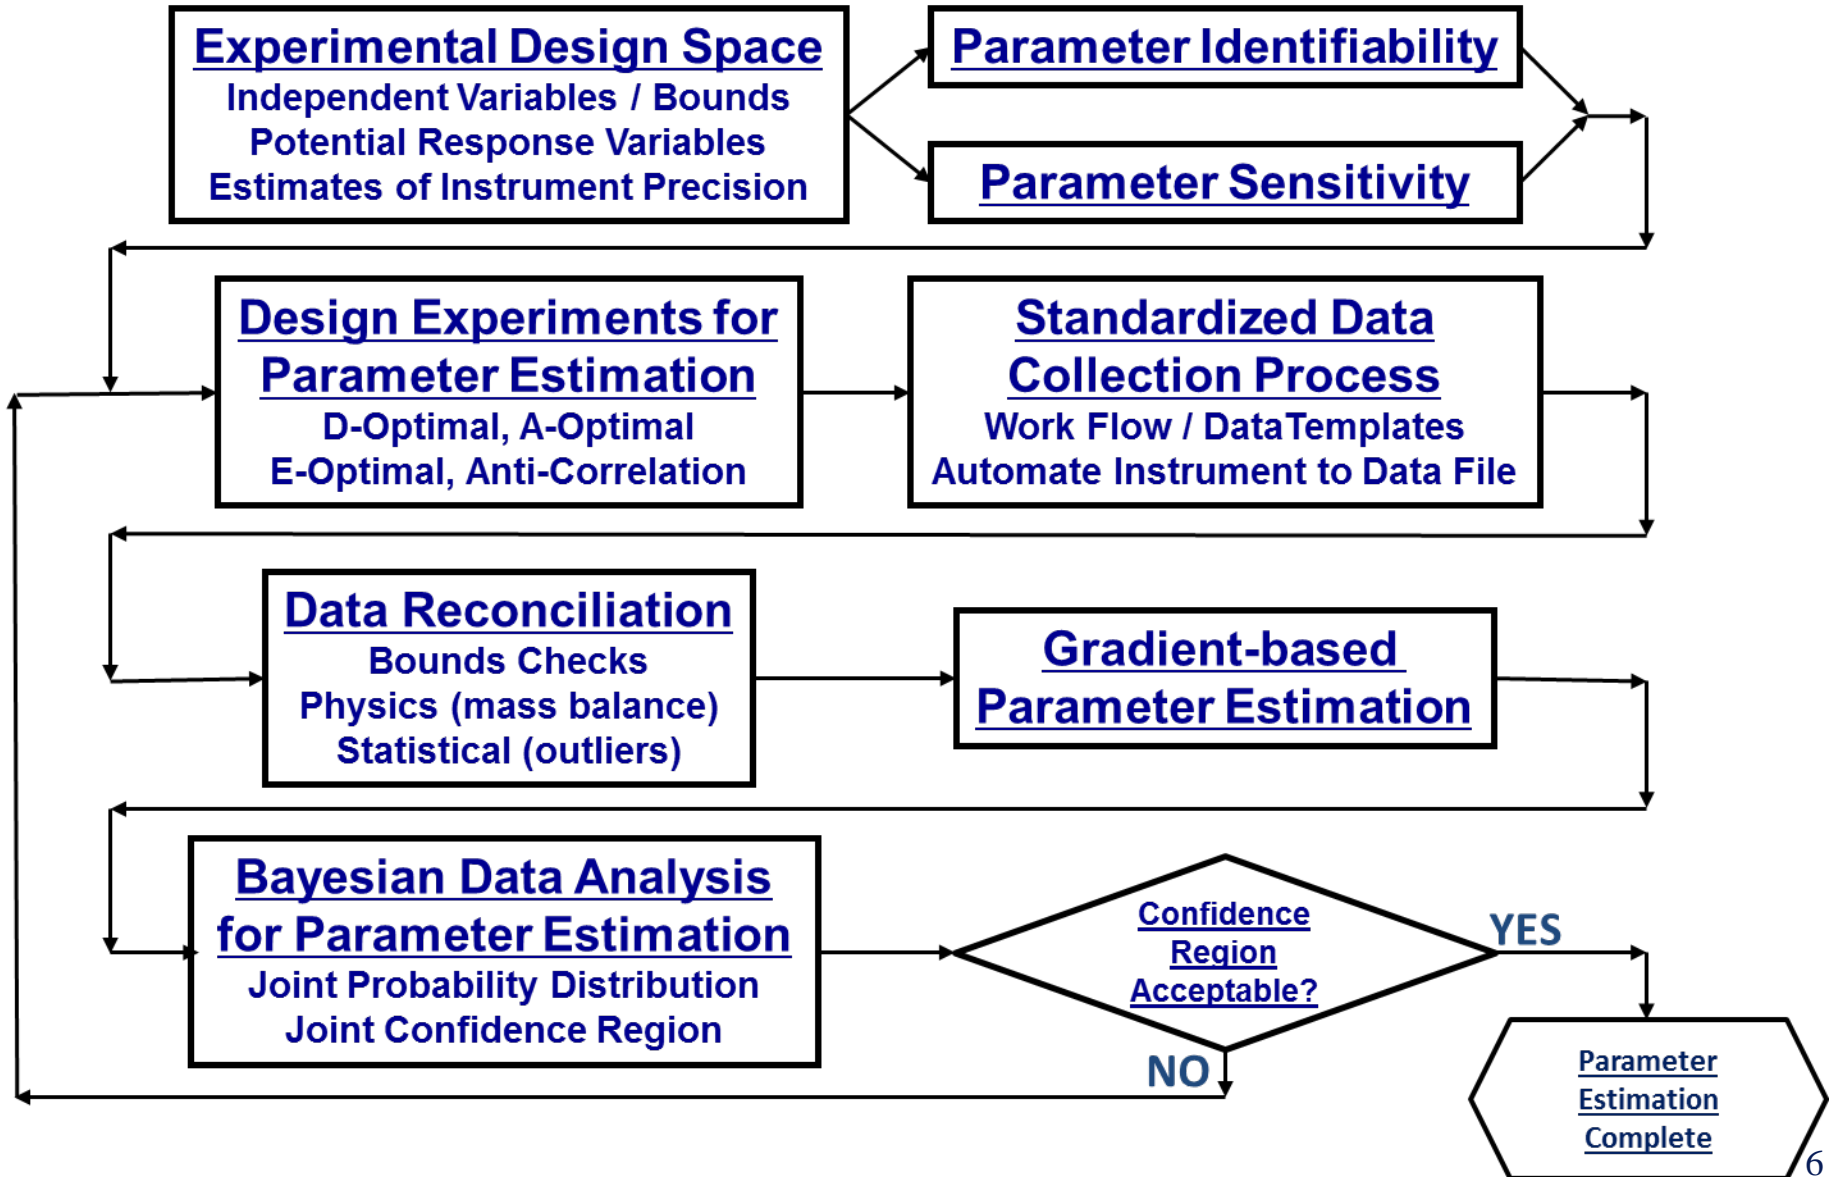 Experimental Design Space
Independent Variables / Bounds
Potential Response Variables
Estimates of Instrument Precision
Parameter Identifiability
Parameter Sensitivity
Design Experiments for
Parameter Estimation
D-Optimal, A-Optimal
E-Optimal, Anti-Correlation
Standardized Data
Collection Process
Work Flow / DataTemplates
Automate Instrument to Data File
Data Reconciliation
Bounds Checks
Physics (mass balance)
Statistical (outliers)
Gradient-based
Parameter Estimation
Bayesian Data Analysis
for Parameter Estimation
Joint Probability Distribution
Joint Confidence Region
Confidence
Region
Acceptable?
YES
NO
Parameter
Estimation
Complete
6